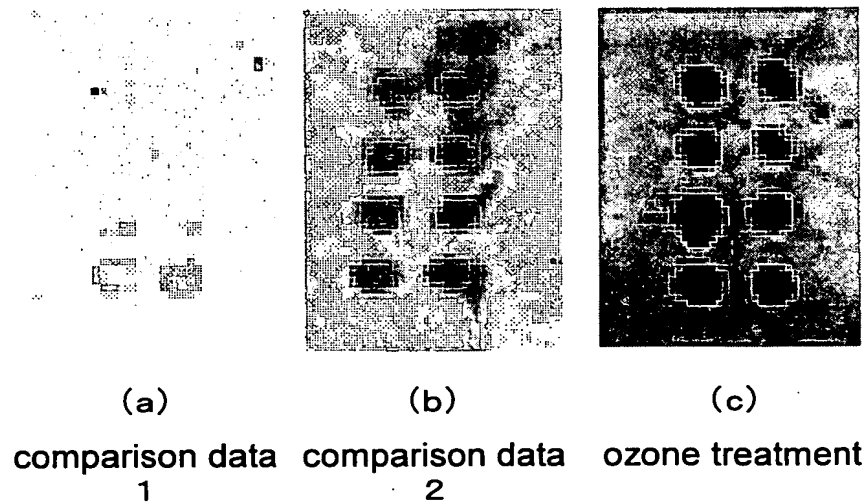 (a) (b) (c)
comparison data comparison data ozone treatment
1 2